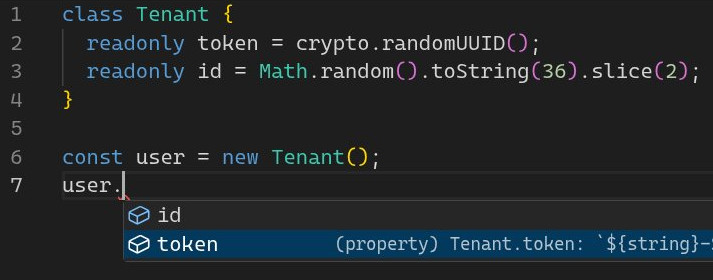 1 class Tenant {
2 readonly token = crypto.randomUUID();
3 readonly id = Math.random().toString(36).slice(2);
4 }
5
6 const user = new Tenant();
7 user.
id
token (property) Tenant.token: `${string}-